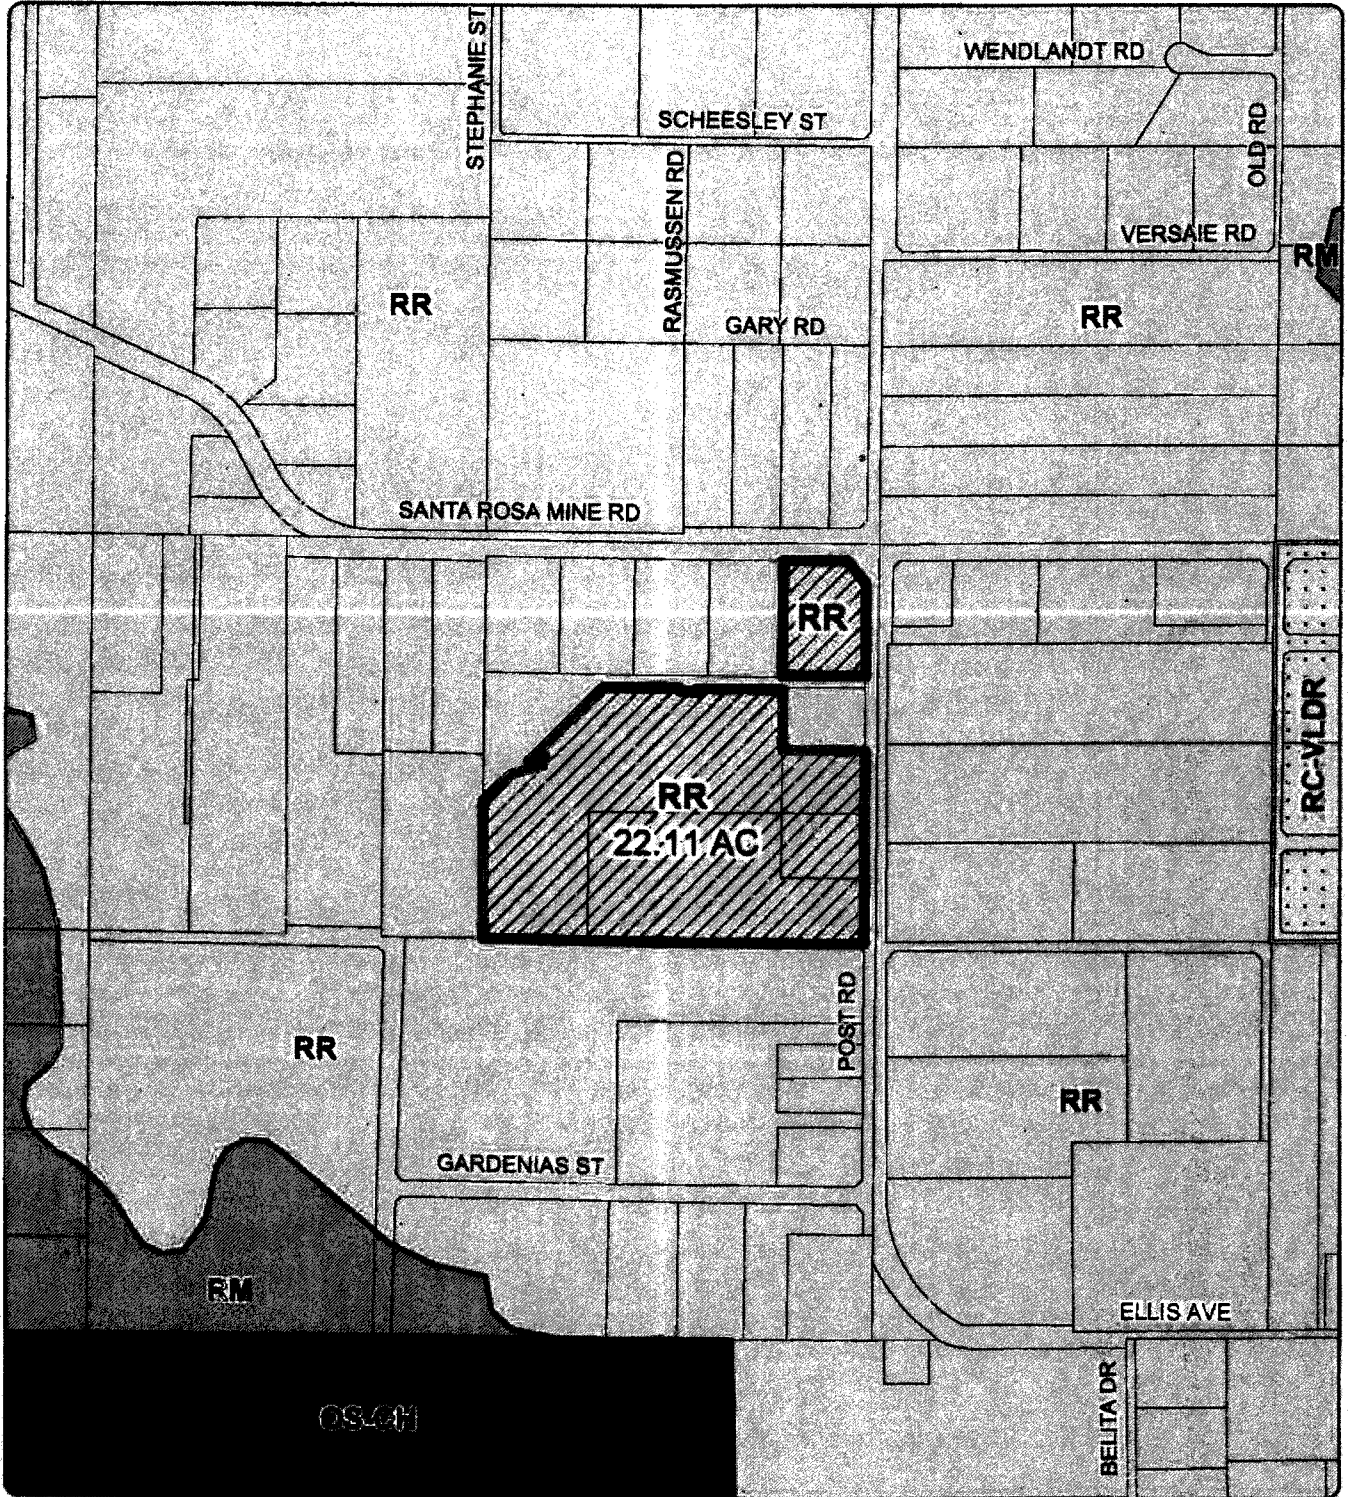 STEPHANIE ST
WENDLANDT RD
SCHEESLEY ST
OLD RD
RASMUSSEN RD
VERSAIE RD
RM
RR
RR
GARY RD
SANTA ROSA MINE RD
RR
RC-VLDR
RR
22.11 AC
POST RD
RR
RR
GARDENIAS ST
RM
ELLIS AVE
BELITA DR
OS-CH